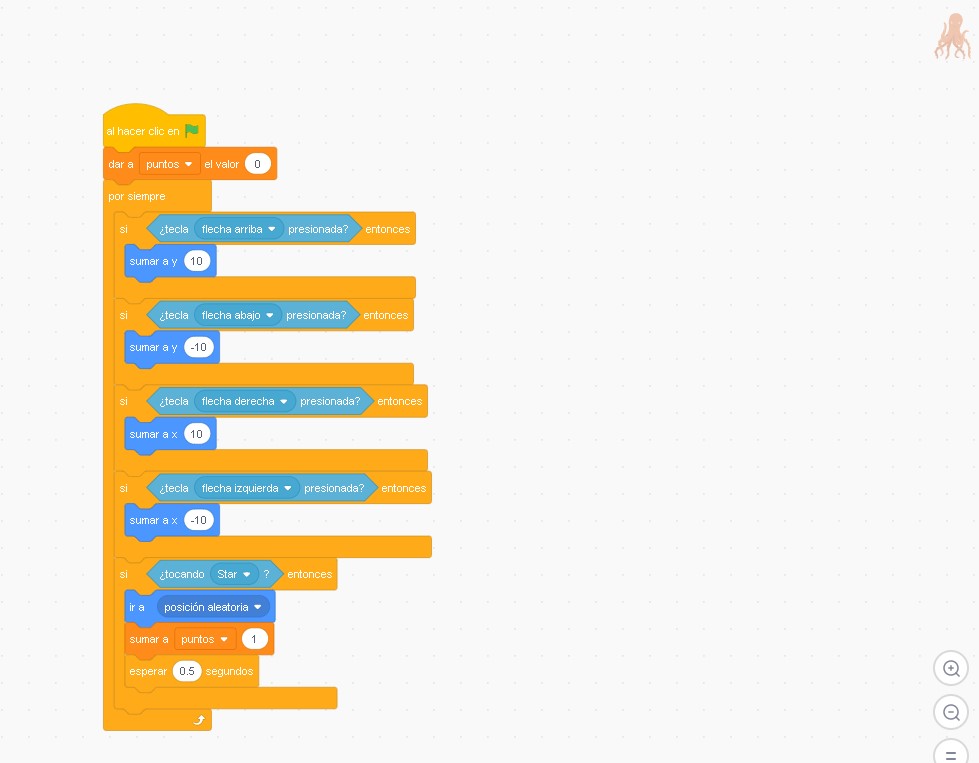 al hacer clic en
dar a puntos el valor 0
por siempre
si ¿tecla flecha arriba presionada? entonces
sumar a y 10
si ¿tecla flecha abajo presionada? entonces
sumar a y -10
si ¿tecla flecha derecha presionada? entonces
sumar a x 10
si ¿tecla flecha izquierda presionada? entonces
sumar a x -10
si ¿tocando Star ? entonces
ir a posición aleatoria
sumar a puntos 1
esperar 0.5 segundos